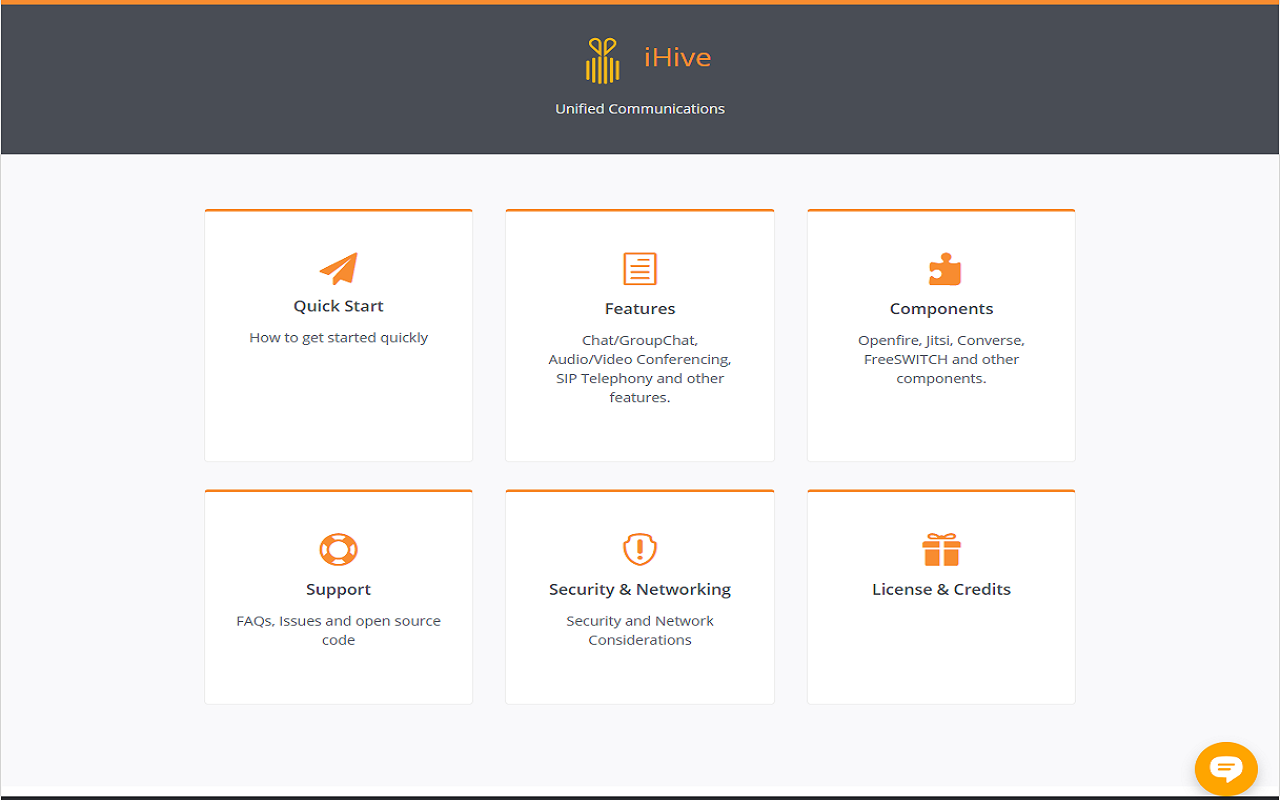 iHive
Unified Communications
Quick Start
How to get started quickly
Features
Chat/GroupChat,
Audio/Video Conferencing,
SIP Telephony and other
features.
Components
Openfire, Jitsi, Converse,
FreeSWITCH and other
components.
Support
FAQs, Issues and open source
code
Security & Networking
Security and Network
Considerations
License & Credits